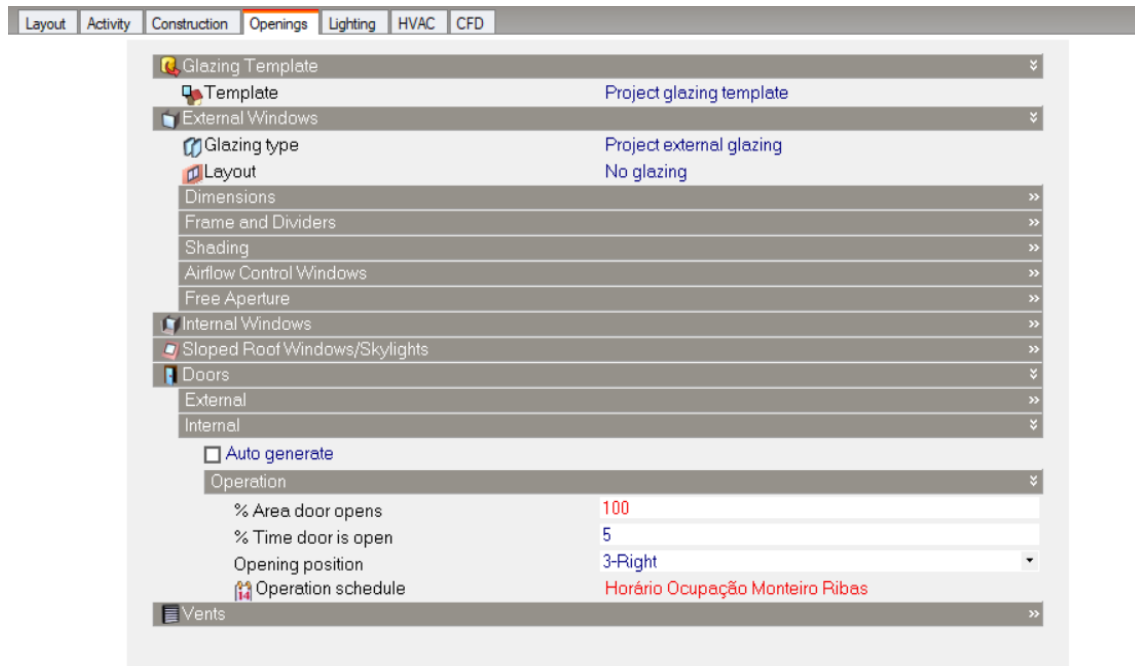 Layout Activity Construction Openings Lighting HVAC CFD
Glazing Template
Template Project glazing template
External Windows
Glazing type Project external glazing
Layout No glazing
Dimensions
Frame and Dividers
Shading
Airflow Control Windows
Free Aperture
Internal Windows
Sloped Roof Windows/Skylights
Doors
External
Internal
Auto generate
Operation
% Area door opens 100
% Time door is open 5
Opening position 3-Right
14 Operation schedule Horário Ocupação Monteiro Ribas
Vents